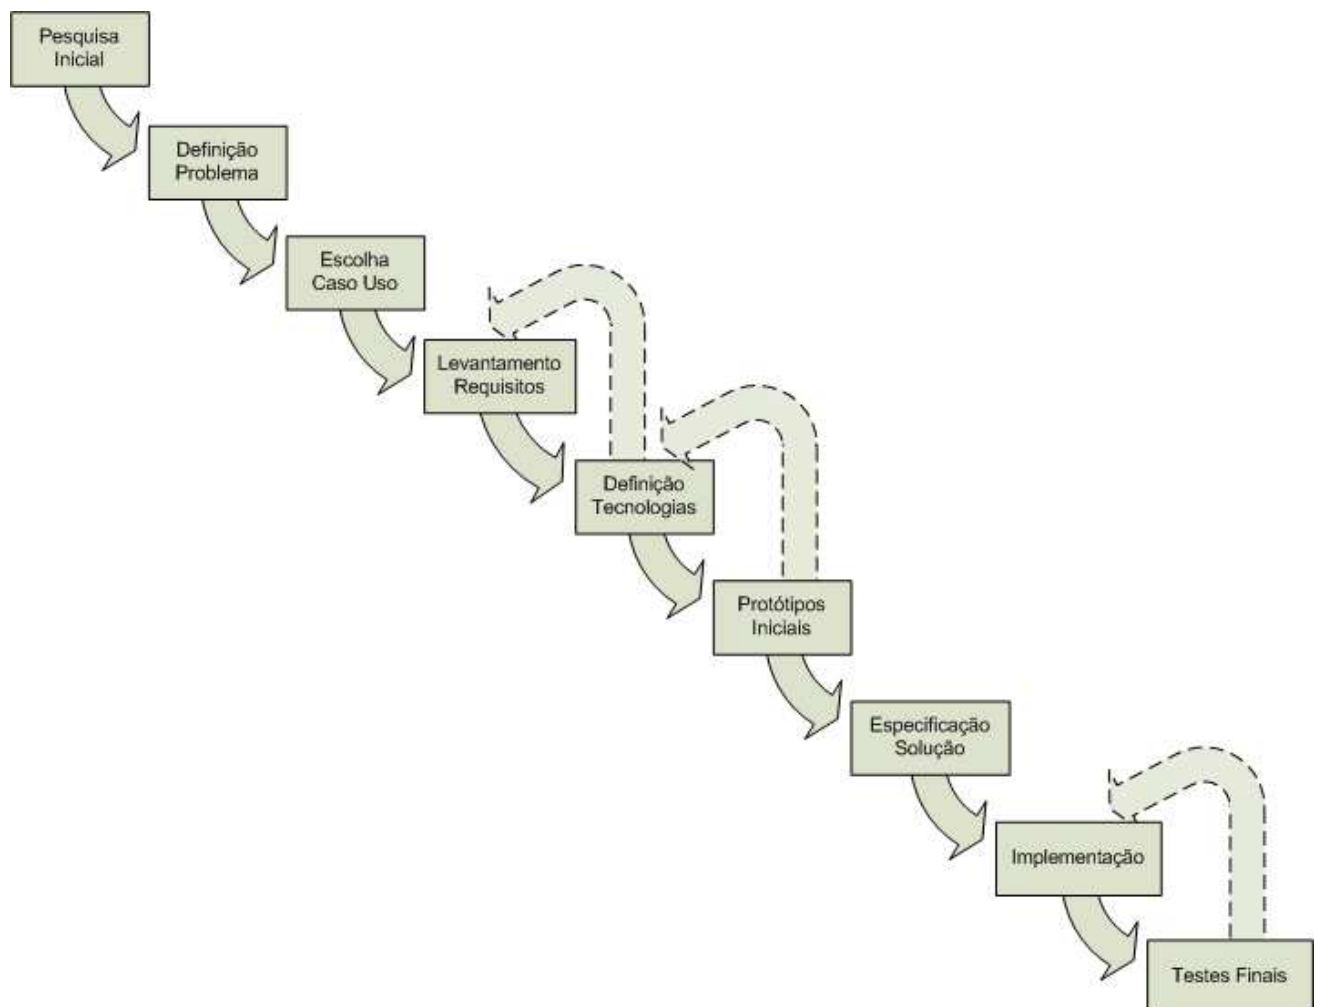 Pesquisa
Inicial
Definição
Problema
Escolha
Caso Uso
Levantamento
Requisitos
Definição
Tecnologias
Protótipos
Iniciais
Especificação
Solução
Implementação
Testes Finais